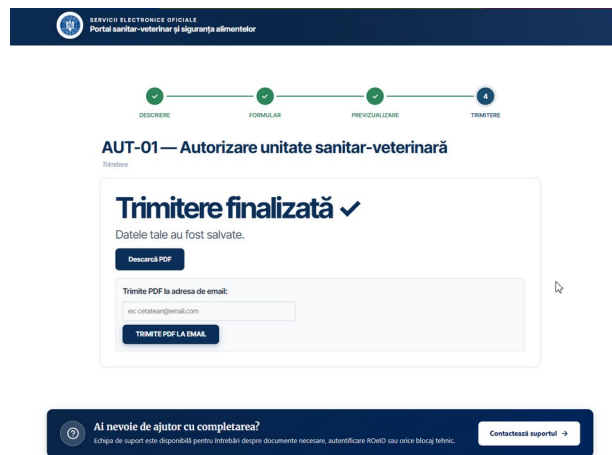 SERVICII ELECTRONICE OFICIALE
Portal sanitar-veterinar și siguranța alimentelor
4
DESCRIERE FORMULAR PREVIZUALIZARE TRIMITERE
AUT-01 — Autorizare unitate sanitar-veterinară
Trimitere
Trimitere finalizată ✓
Datele tale au fost salvate.
Descarcă PDF
Trimite PDF la adresa de email:
ex: cetatean@email.com
TRIMITE PDF LA EMAIL
Ai nevoie de ajutor cu completarea?
Echipa de suport este disponibilă pentru întrebări despre documente necesare, autentificare ROeID sau orice blocaj tehnic.
Contactează suportul →